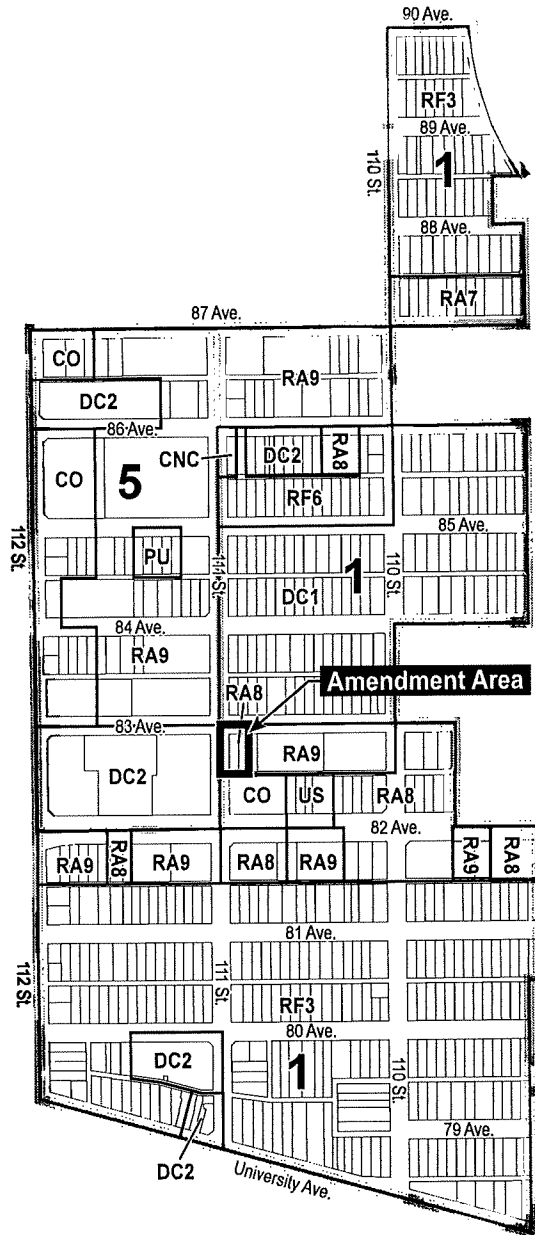 90 Ave.
RF3
89 Ave.
1
110 St.
88 Ave.
RA7
87 Ave.
CO
RA9
DC2
86 Ave.
CNC
DC2
RA8
CO
5
RF6
112 St.
85 Ave.
PU
111 St.
1
110 St.
DC1
84 Ave.
RA9
RA8
Amendment Area
83 Ave.
RA9
DC2
CO
US
RA8
82 Ave.
RA9
RA8
RA9
RA8
RA9
RA9
RA8
81 Ave.
112 St.
111 St.
RF3
80 Ave.
DC2
1
110 St.
79 Ave.
DC2
University Ave.